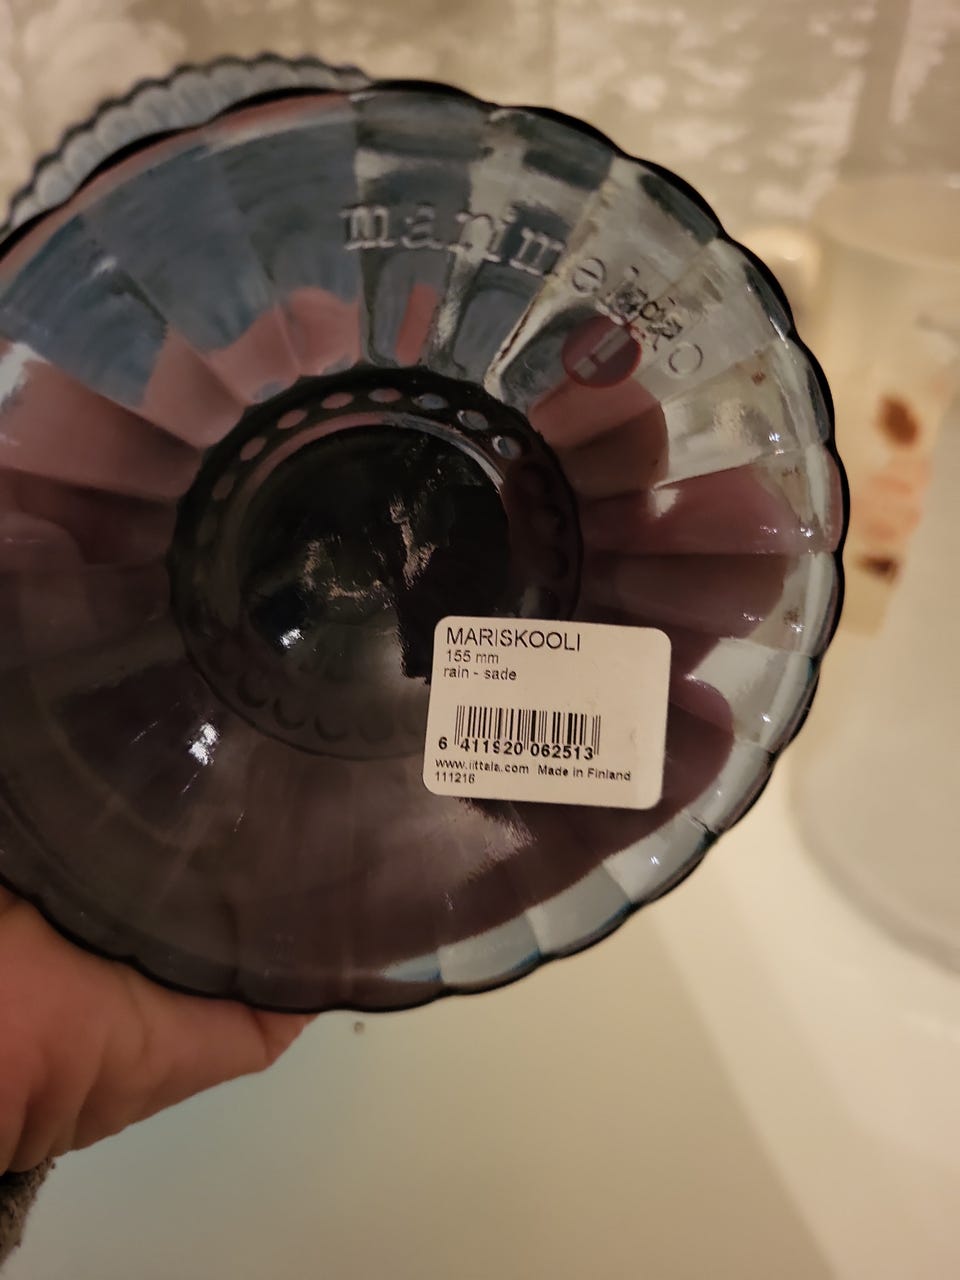 marimekko
i
MARISKOOLI
155 mm
rain - sade
6 411920 062513
www.iittala.com Made in Finland
111216